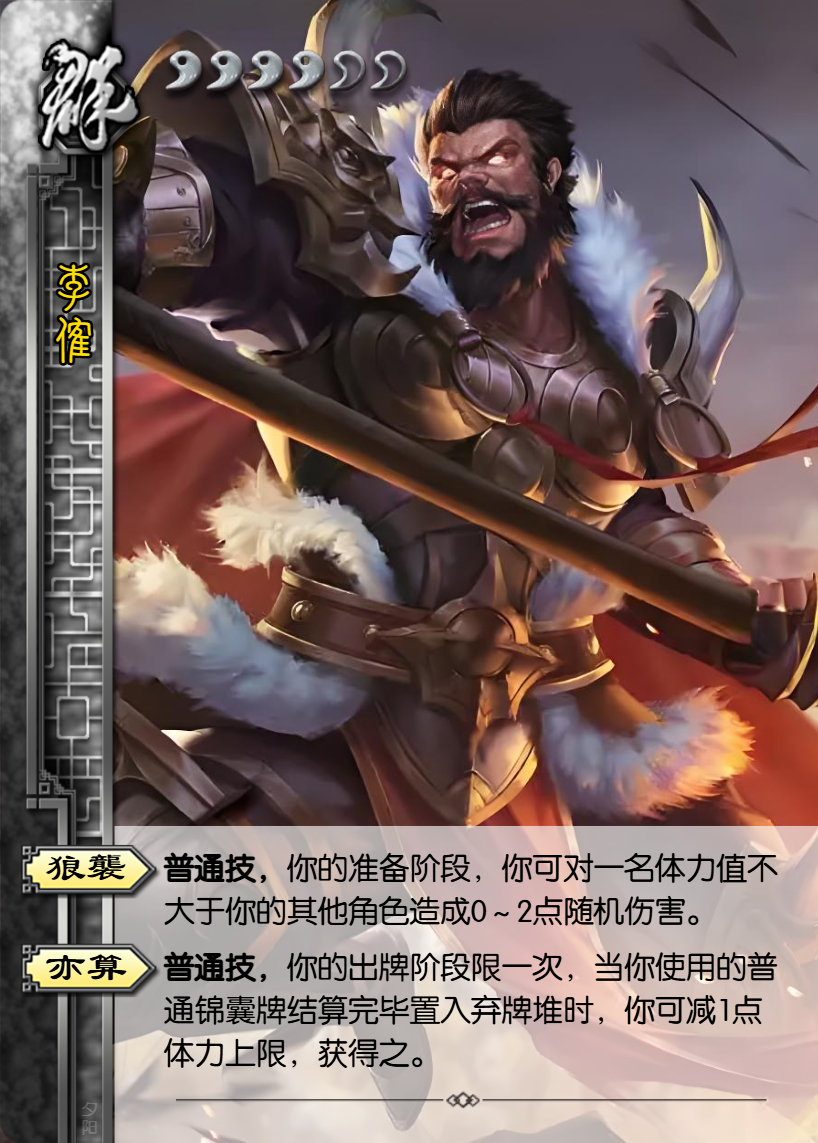 群
李傕
狼襲
普通技，你的准备阶段，你可对一名体力值不
大于你的其他角色造成0～2点随机伤害。
亦算
普通技，你的出牌阶段限一次，当你使用的普
通锦囊牌结算完毕置入弃牌堆时，你可减1点
体力上限，获得之。
夕阳